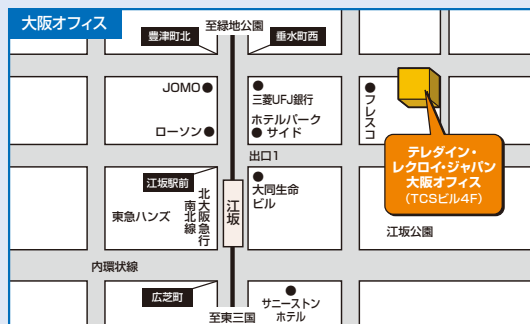 大阪オフィス
至緑地公園
豊津町北
垂水町西
JOMO
三菱UFJ銀行
ホテルパーク
サイド
ローソン
フレスコ
出口1
テレダイン・
レクロイ・ジャパン
大阪オフィス
(TCSビル4F)
江坂駅前
東急ハンズ
北大阪急行
南北線
江坂
大同生命
ビル
江坂公園
内環状線
広芝町
サニーストン
ホテル
至東三国